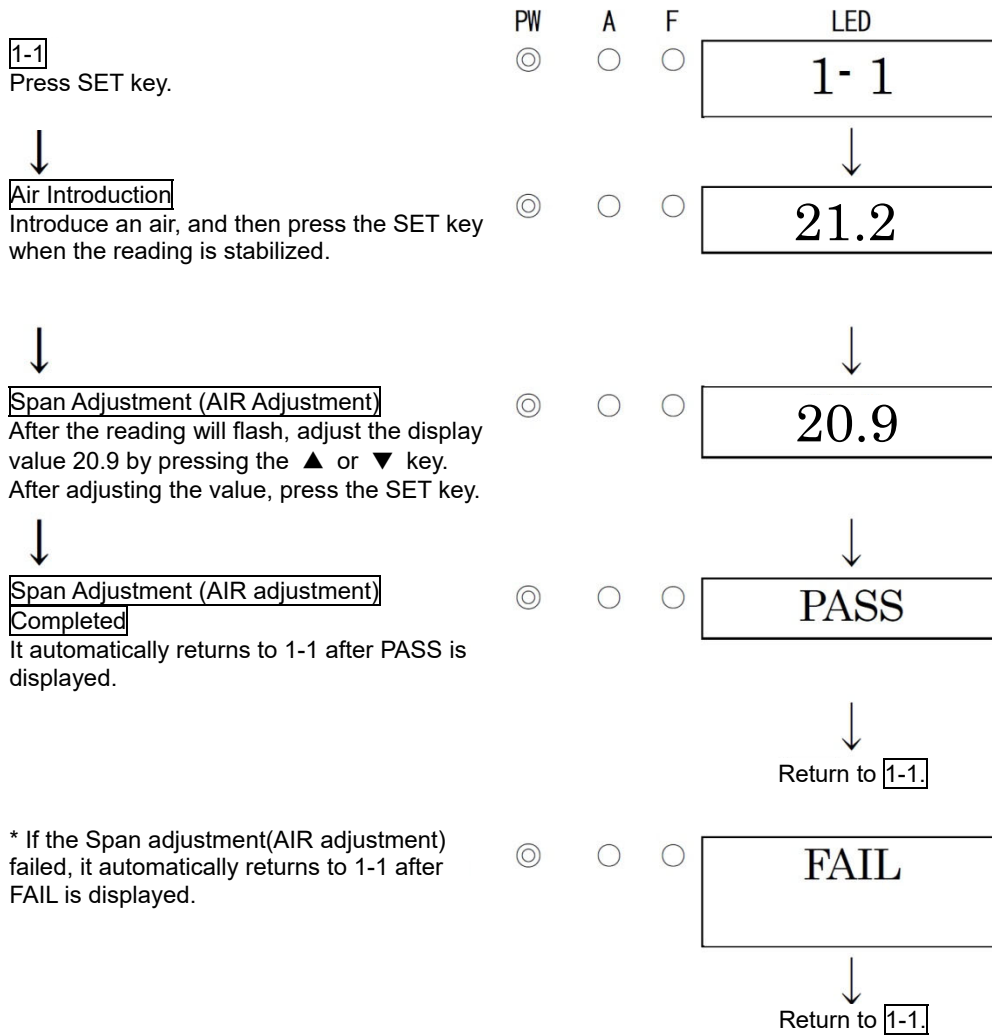 PW A F LED
1-1
Press SET key.
1- 1
↓ ↓
Air Introduction
Introduce an air, and then press the SET key
when the reading is stabilized.
21.2
↓ ↓
Span Adjustment (AIR Adjustment)
After the reading will flash, adjust the display
value 20.9 by pressing the ▲ or ▼ key.
After adjusting the value, press the SET key.
20.9
↓ ↓
Span Adjustment (AIR adjustment)
Completed
It automatically returns to 1-1 after PASS is
displayed.
PASS
↓
Return to 1-1.
* If the Span adjustment(AIR adjustment)
failed, it automatically returns to 1-1 after
FAIL is displayed.
FAIL
↓
Return to 1-1.